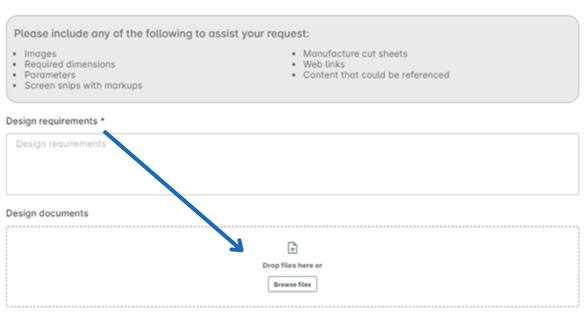 Please include any of the following to assist your request:
• Images
• Required dimensions
• Parameters
• Screen snips with markups
• Manufacture cut sheets
• Web links
• Content that could be referenced
Design requirements *
Design requirements
Design documents
Drop files here or
Browse files